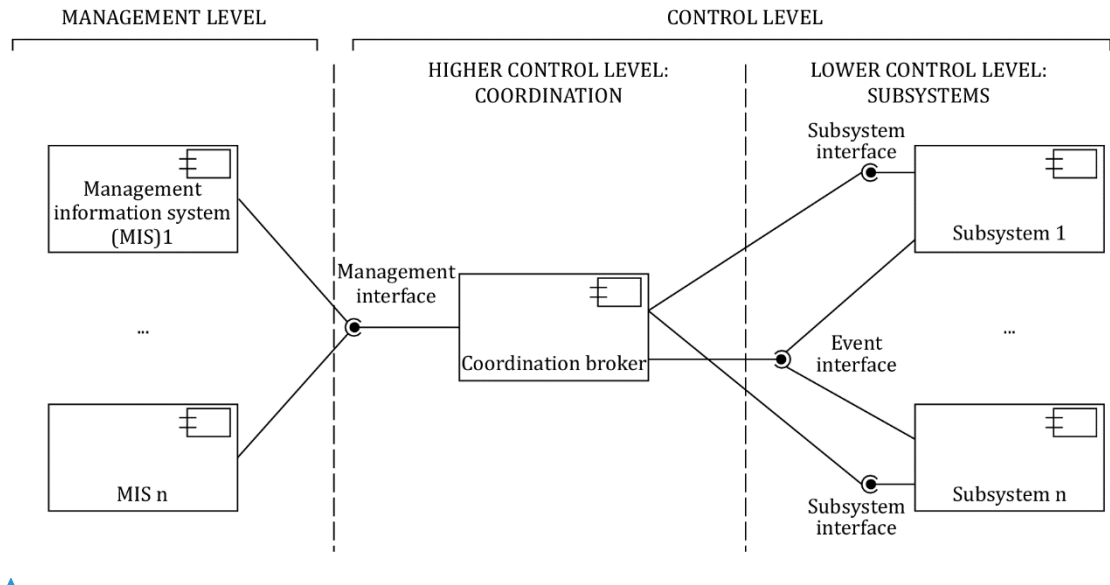 MANAGEMENT LEVEL
CONTROL LEVEL
HIGHER CONTROL LEVEL:
COORDINATION
LOWER CONTROL LEVEL:
SUBSYSTEMS
Management
information system
(MIS)1
...
MIS n
Management
interface
Coordination broker
Subsystem
interface
Subsystem 1
Event
interface
...
Subsystem
interface
Subsystem n